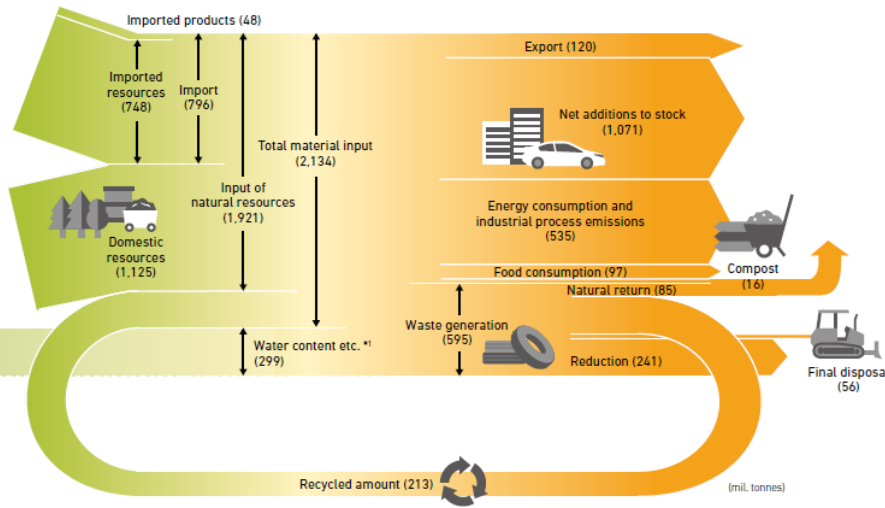 Imported products (48)
Imported
resources
(748)
Import
(796)
Total material input
(2,134)
Input of
natural resources
(1,921)
Domestic
resources
(1,125)
Water content etc. *1
(299)
Export (120)
Net additions to stock
(1,071)
Energy consumption and
industrial process emissions
(535)
Food consumption (97)
Compost
(16)
Natural return (85)
Waste generation
(595)
Reduction (241)
Final disposa
(56)
Recycled amount (213)
(mil. tonnes)